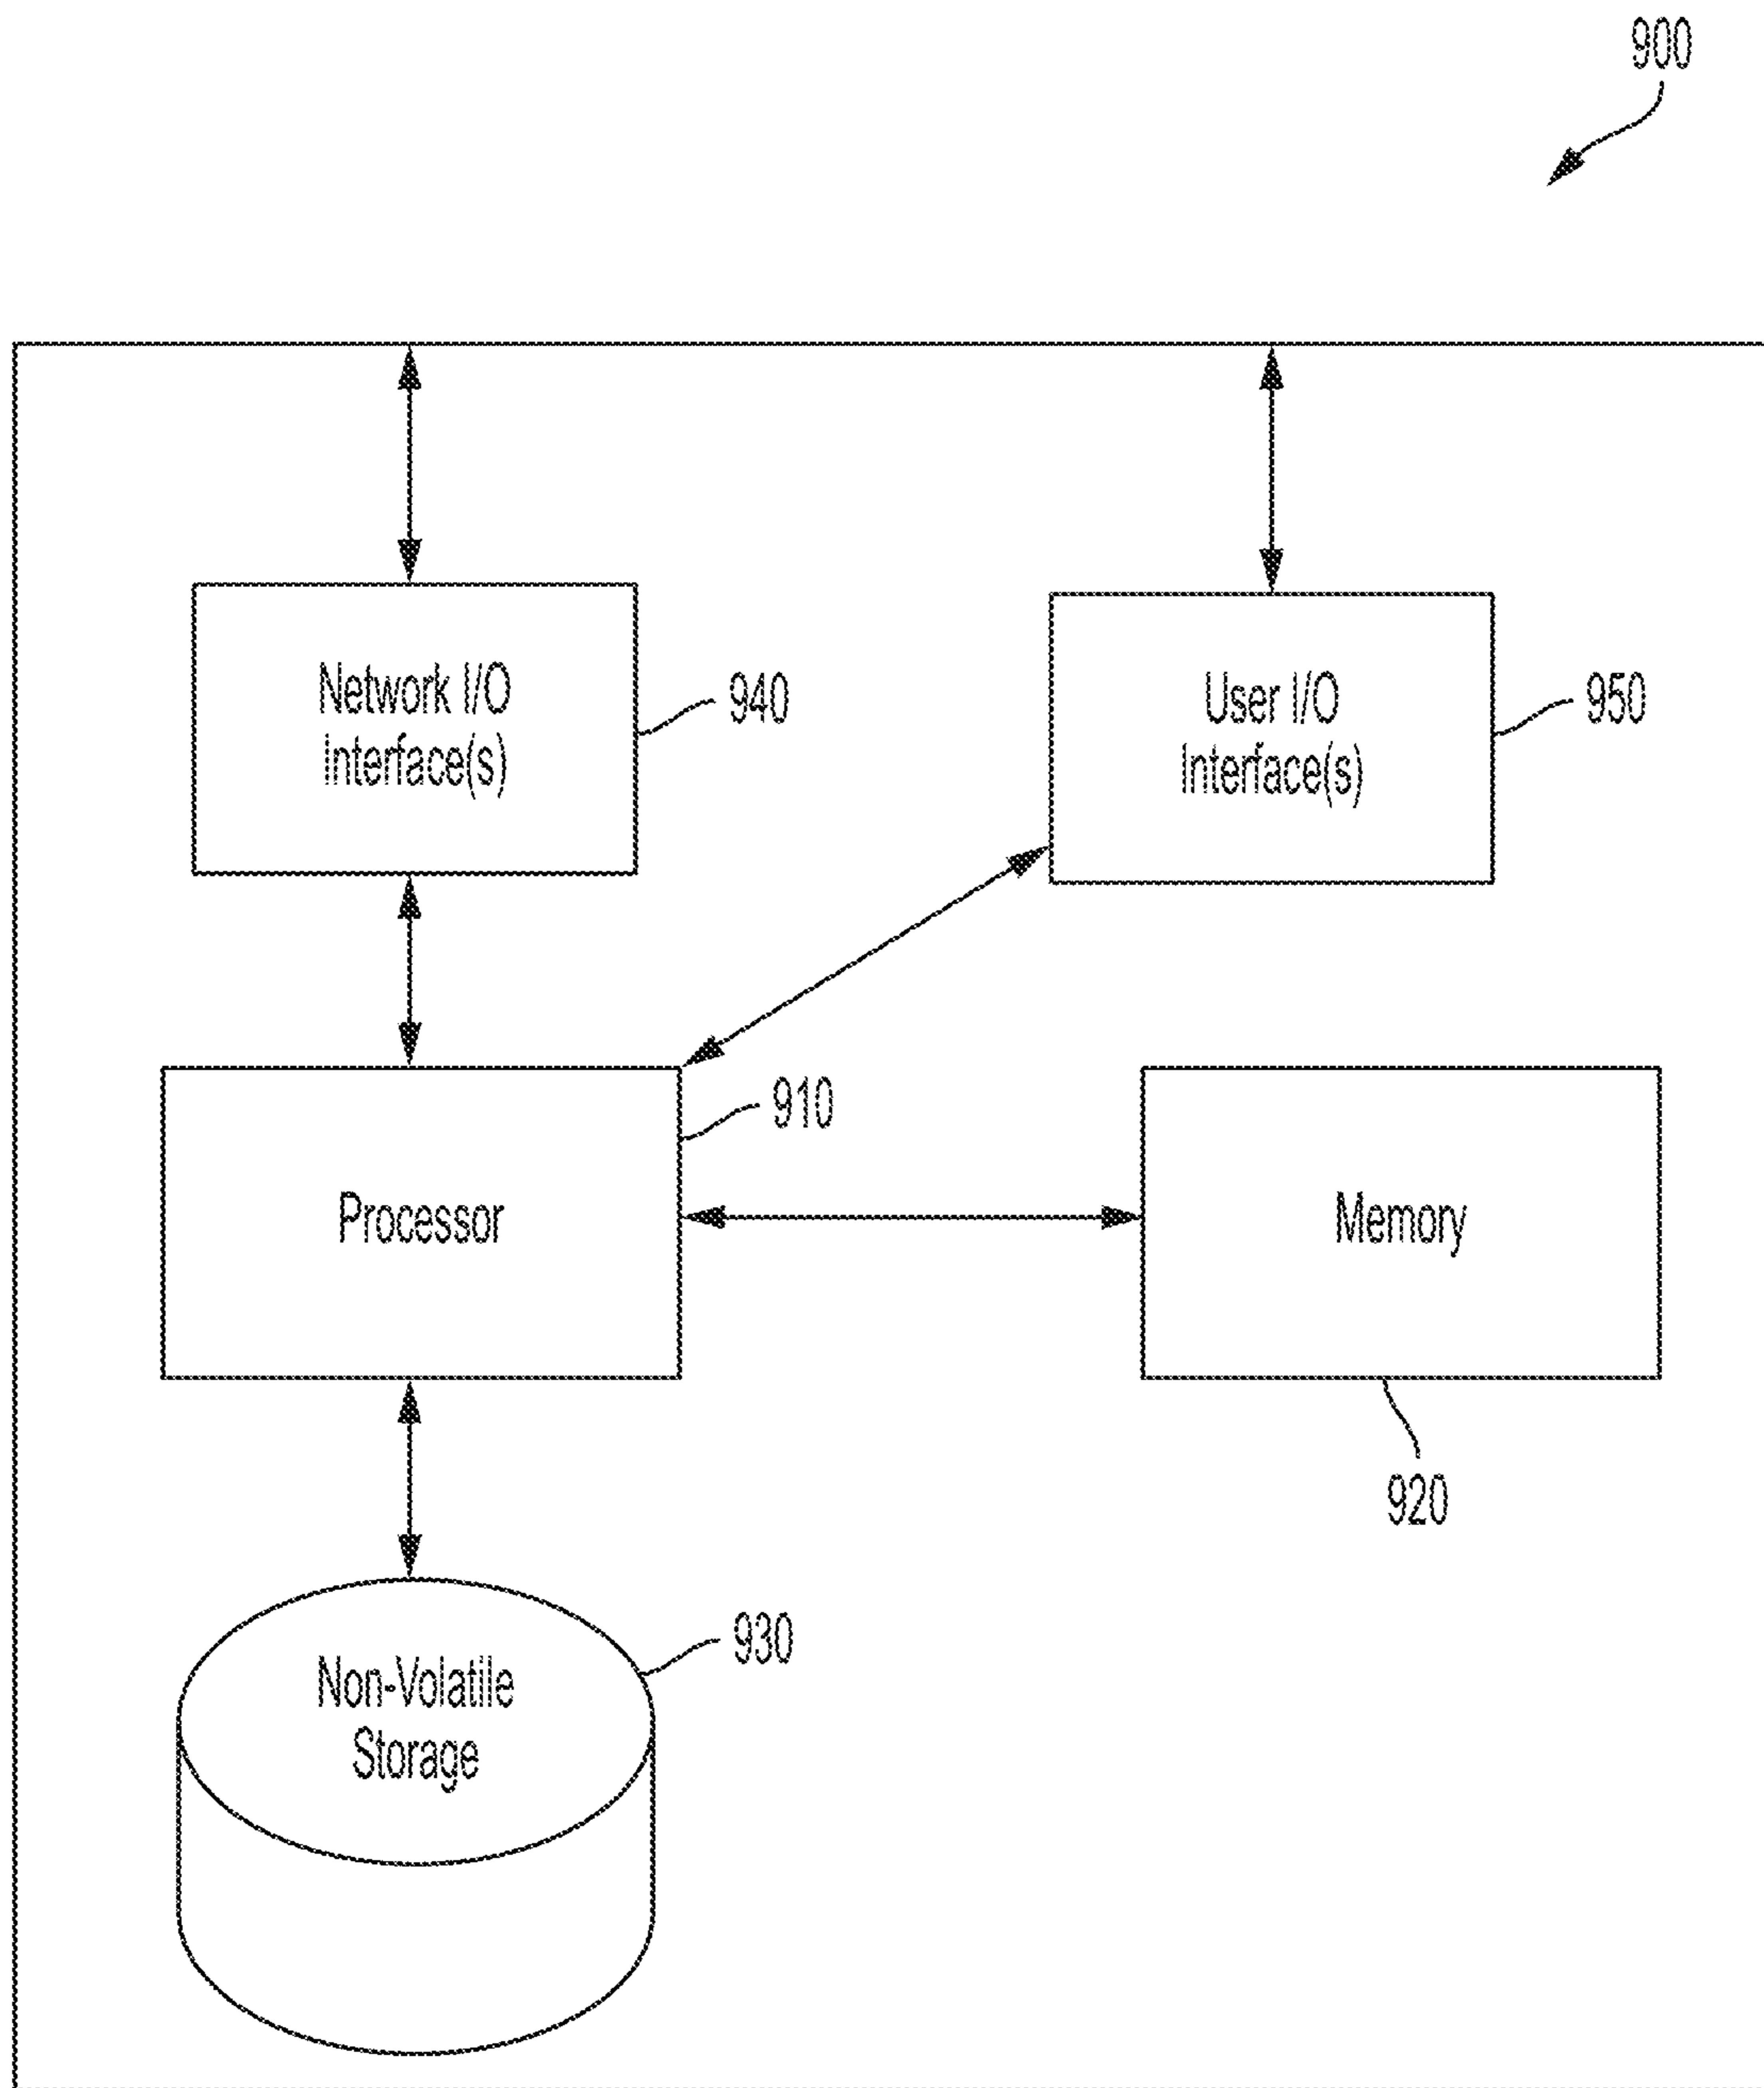 900
Network I/O
Interface(s)
940
User I/O
Interface(s)
950
910
Processor
Memory
920
930
Non-Volatile
Storage